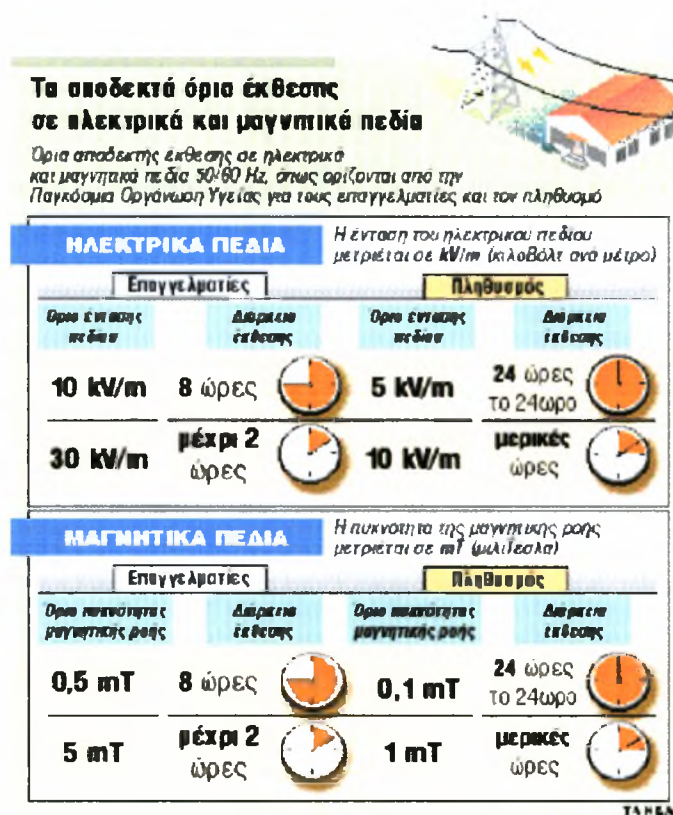 Τα αποδεκτά όρια έκθεσης
σε ηλεκτρικά και μαγνητικά πεδία
Όρια αποδεκτής έκθεσης σε ηλεκτρικά
και μαγνητικά πεδία 50/60 Hz, όπως ορίζονται από την
Παγκόσμια Οργάνωση Υγείας για τους επαγγελματίες και τον πληθυσμό
ΗΛΕΚΤΡΙΚΑ ΠΕΔΙΑ
Η ένταση του ηλεκτρικού πεδίου
μετριέται σε kV/m (κιλοΒόλτ ανά μέτρο)
Επαγγελματίες Πληθυσμός
Όριο έντασης Διάρκεια Όριο έντασης Διάρκεια
πεδίου έκθεσης πεδίου έκθεσης
10 kV/m 8 ώρες 5 kV/m 24 ώρες
το 24ωρο
30 kV/m μέχρι 2 ώρες 10 kV/m μερικές
ώρες
ΜΑΓΝΗΤΙΚΑ ΠΕΔΙΑ
Η πυκνότητα της μαγνητικής ροής
μετριέται σε mT (μιλιΤέσλα)
Επαγγελματίες Πληθυσμός
Όριο πυκνότητας Διάρκεια Όριο πυκνότητας Διάρκεια
μαγνητικής ροής έκθεσης μαγνητικής ροής έκθεσης
0,5 mT 8 ώρες 0,1 mT 24 ώρες
το 24ωρο
5 mT μέχρι 2 ώρες 1 mT μερικές
ώρες